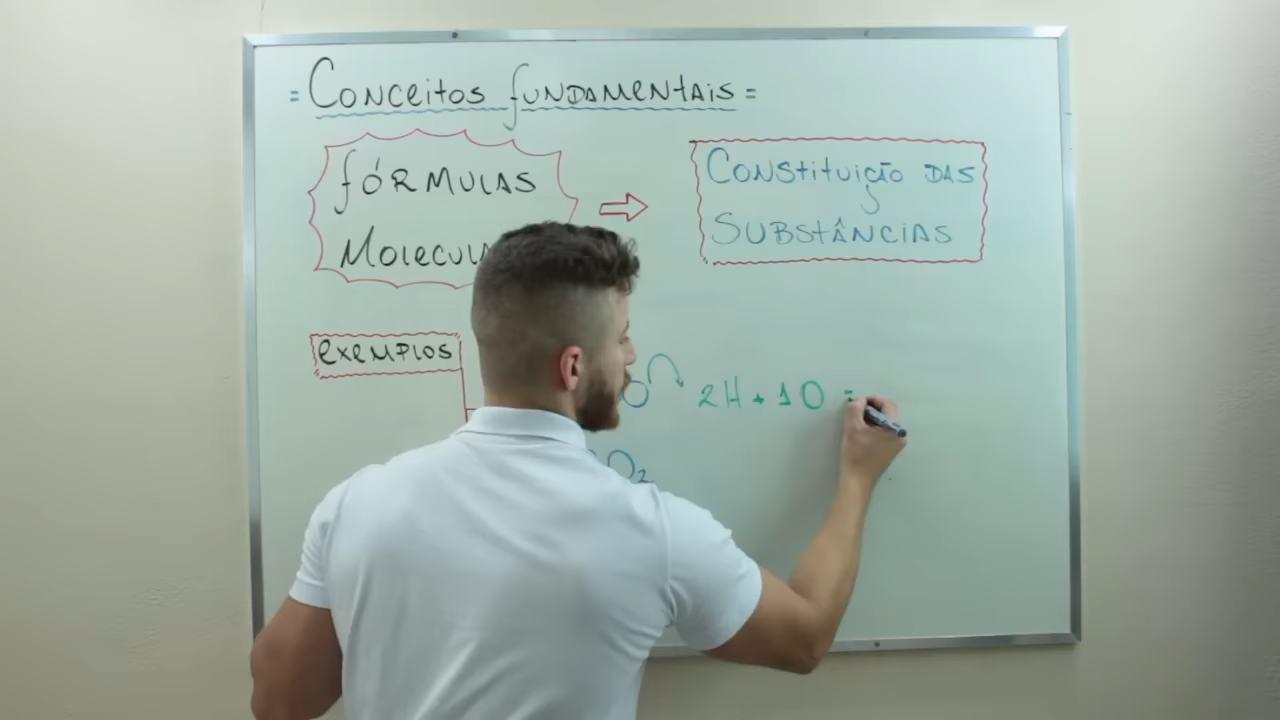 = Conceitos fundamentais =
fórmulas
Molecu
Constituição das
Substâncias
exemplos
O
2H + 1O =
O2